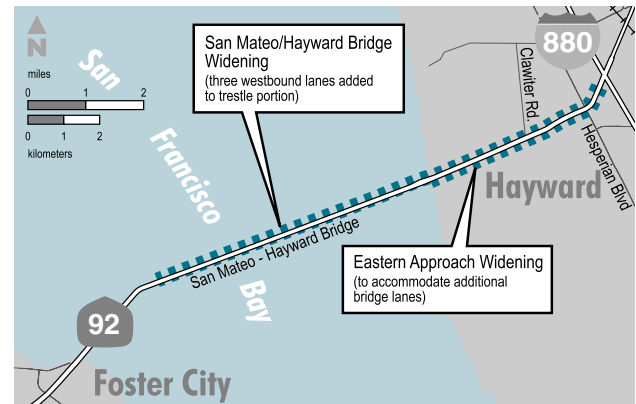 N
miles
0 1 2
0 1 2
kilometers
San
Francisco
Bay
San Mateo/Hayward Bridge
Widening
(three westbound lanes added
to trestle portion)
880
Clawiter Rd.
Hesperian Blvd
Hayward
San Mateo - Hayward Bridge
Eastern Approach Widening
(to accommodate additional
bridge lanes)
92
Foster City